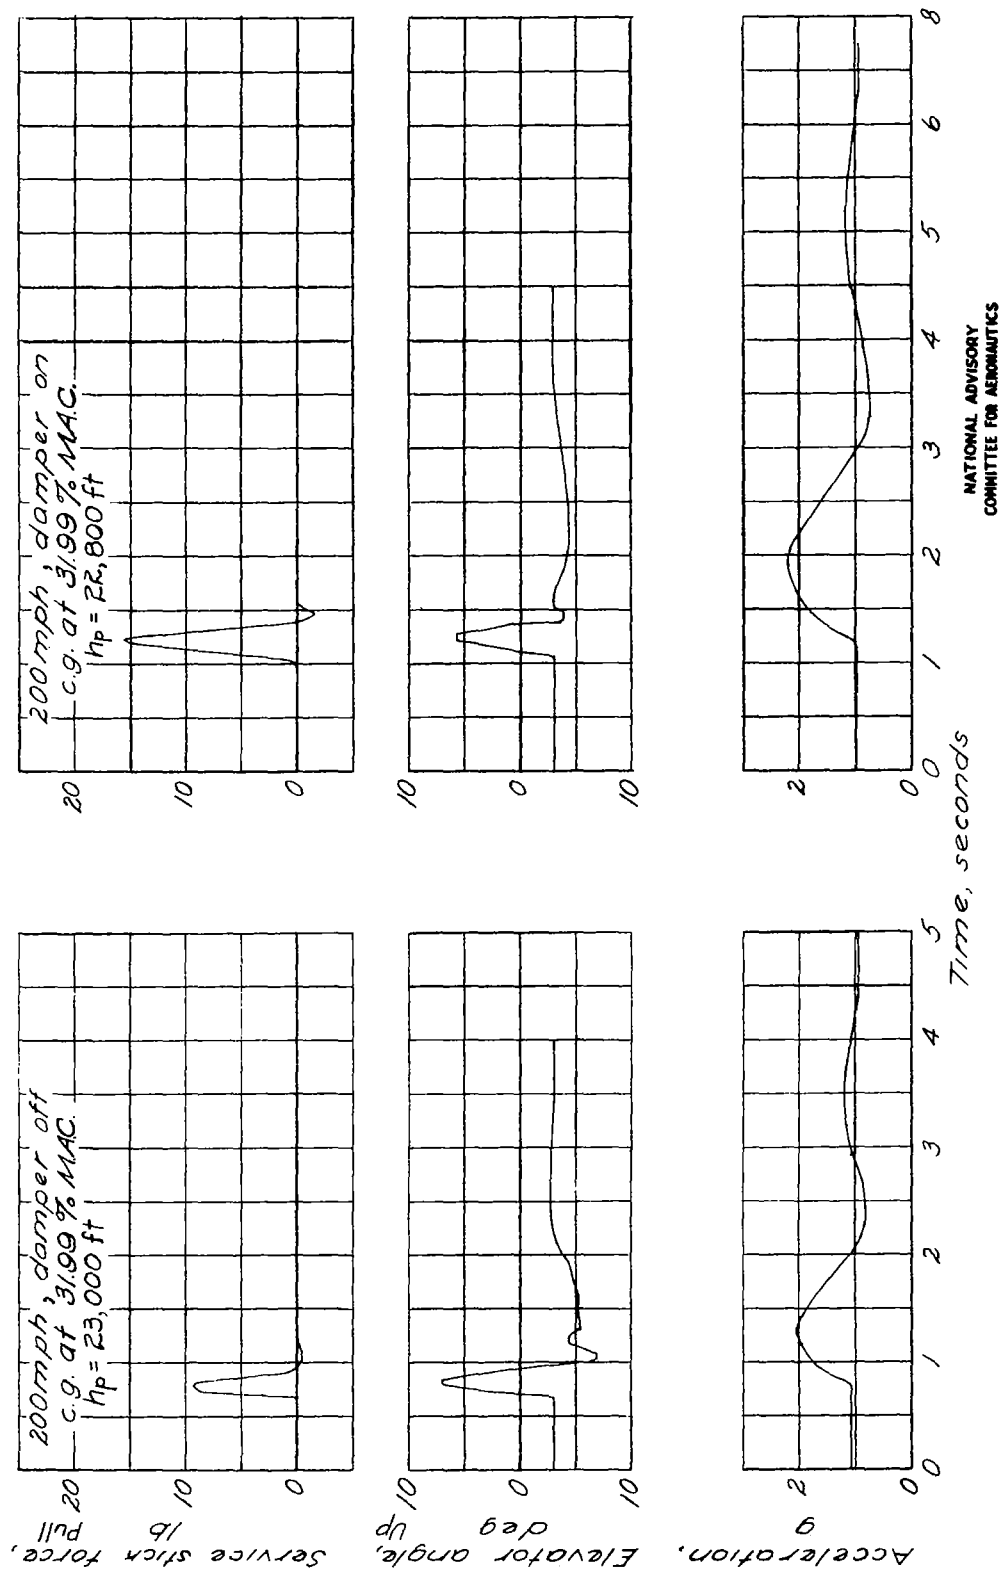 200 mph, damper off
c.g. at 31.99 % M.A.C.
hp = 23,000 ft
200 mph, damper on
c.g. at 31.99 % M.A.C.
hp = 22,800 ft
Service stick force,
lb
Pull
20
10
0
20
10
0
Elevator angle,
deg
Up
10
0
10
10
0
10
Acceleration,
g
2
0
2
0
0 1 2 3 4 5
0 1 2 3 4 5 6 8
Time, seconds
NATIONAL ADVISORY
COMMITTEE FOR AERONAUTICS